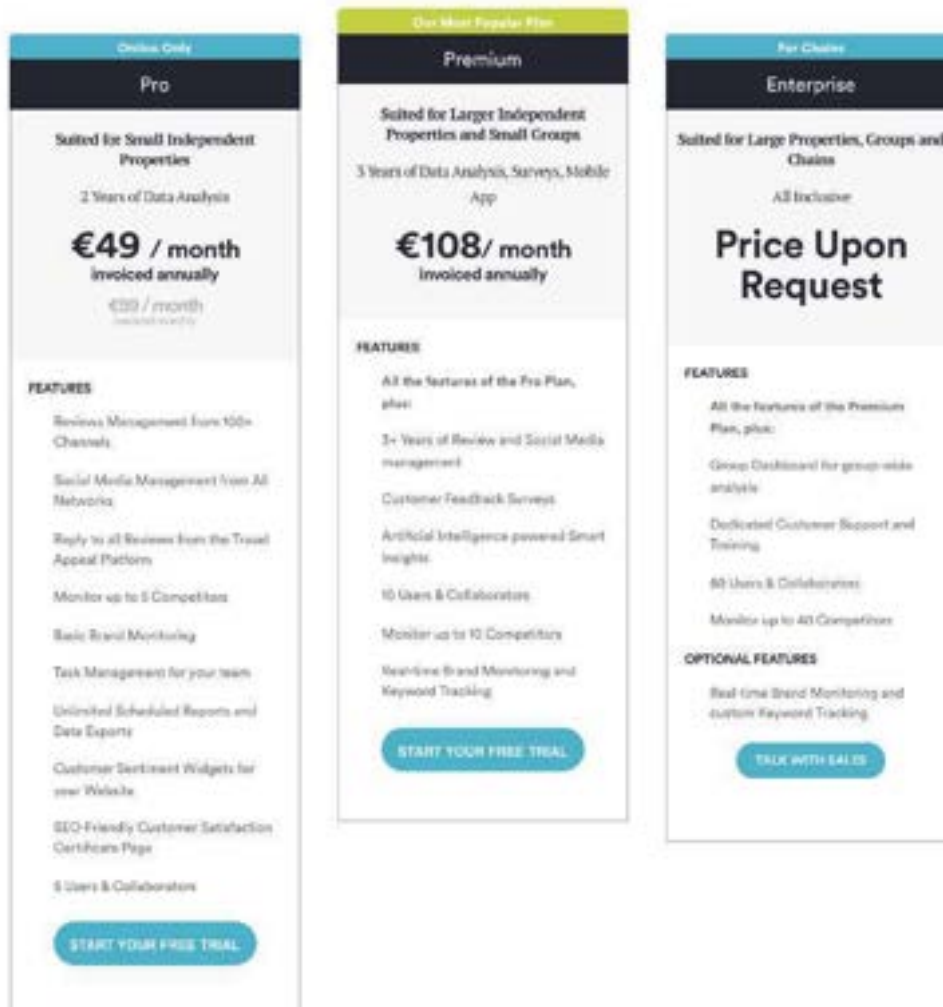 Online Only
Pro
Suited for Small Independent
Properties
2 Years of Data Analysis
€49 / month
invoiced annually
/ month
FEATURES
Reviews Management from 100+
Channels
Social Media Management from All
Networks
Reply to all Reviews from the Travel
Appeal Platform
Monitor up to 5 Competitors
Basic Brand Monitoring
Task Management for your team
Unlimited Scheduled Reports and
Data Exports
Customer Sentiment Widgets for
your Website
SEO-Friendly Customer Satisfaction
Certificate Page
5 Users & Collaborators
START YOUR FREE TRIAL
Our Most Popular Plan
Premium
Suited for Larger Independent
Properties and Small Groups
Years of Data Analysis, Surveys, Mobile
App
€108/ month
invoiced annually
FEATURES
All the features of the Pro Plan,
plus:
3+ Years of Review and Social Media
management
Customer Feedback Surveys
Artificial Intelligence powered Smart
Insights
10 Users & Collaborators
Monitor up to 10 Competitors
Real-time Brand Monitoring and
Keyword Tracking
START YOUR FREE TRIAL
For Chains
Enterprise
Suited for Large Properties, Groups and
Chains
All Inclusive
Price Upon
Request
FEATURES
All the features of the Premium
Plan, plus:
Group Dashboard for group-wide
analysis
Dedicated Customer Support and
Training
Users & Collaborators
Monitor up to 40 Competitors
OPTIONAL FEATURES
Real-time Brand Monitoring and
custom Keyword Tracking
TALK WITH SALES